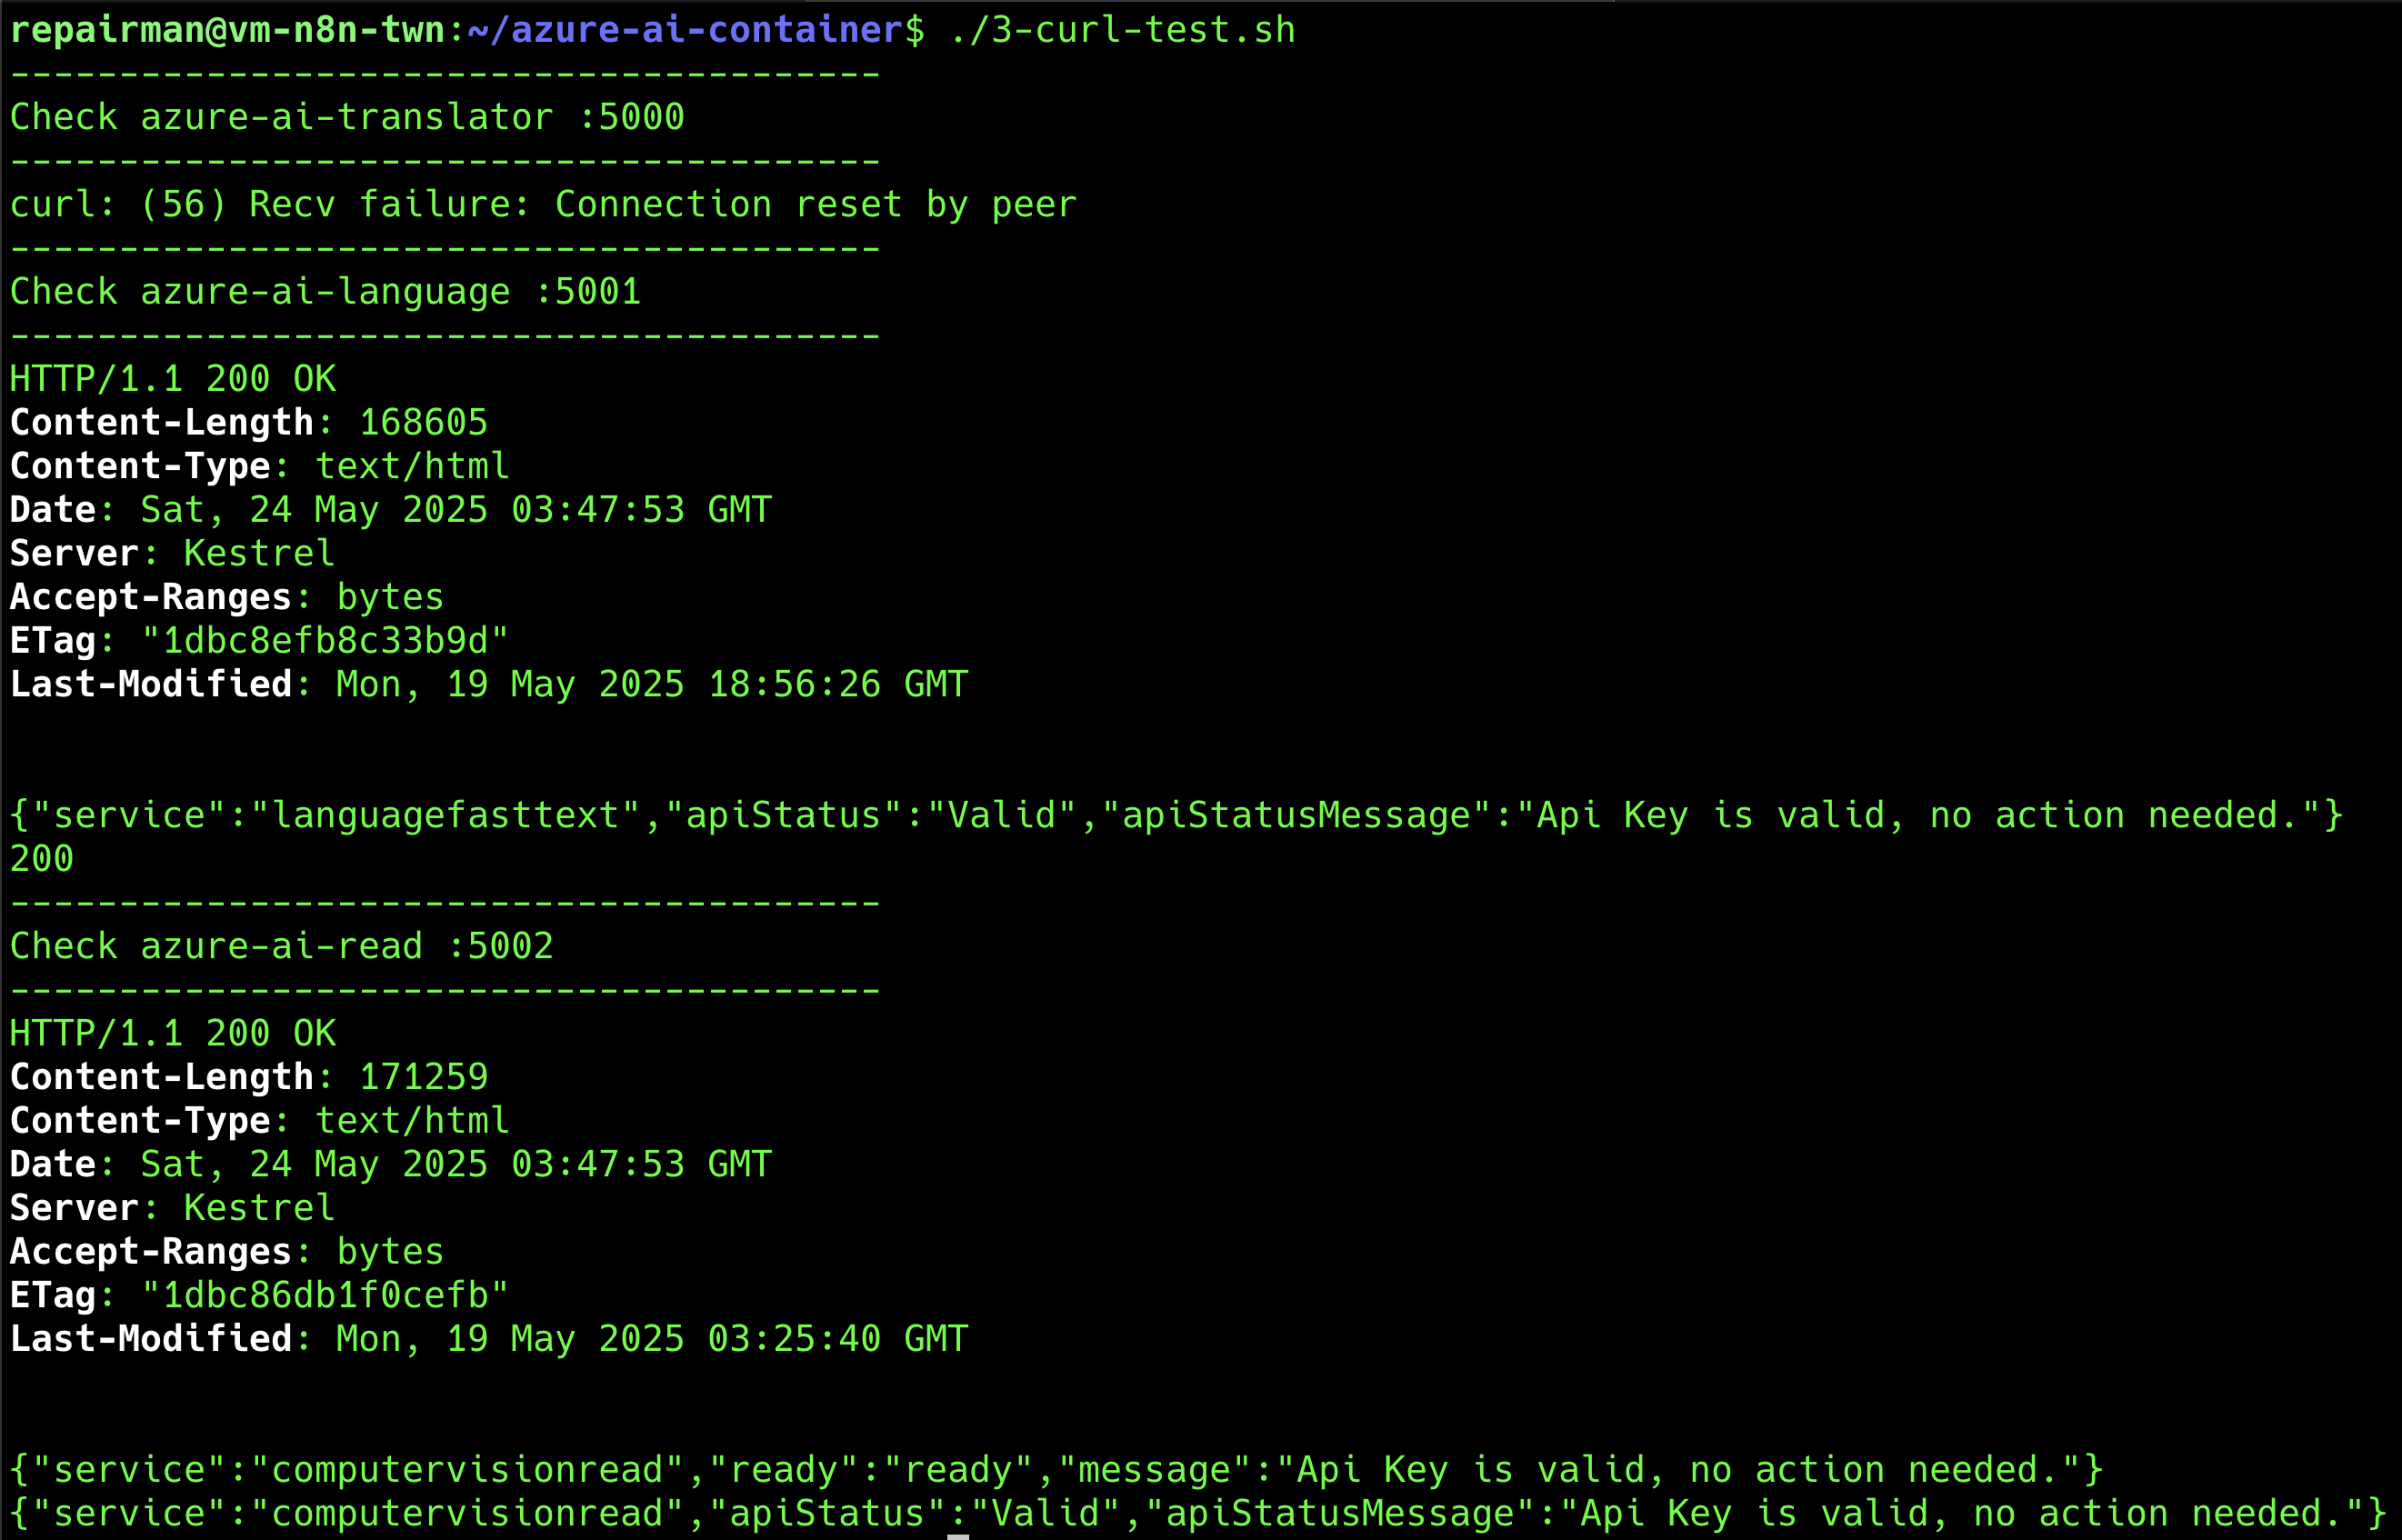 repairman@vm-n8n-twn:~/azure-ai-container$ ./3-curl-test.sh
----------------------------------------
Check azure-ai-translator :5000
----------------------------------------
curl: (56) Recv failure: Connection reset by peer
----------------------------------------
Check azure-ai-language :5001
----------------------------------------
HTTP/1.1 200 OK
Content-Length: 168605
Content-Type: text/html
Date: Sat, 24 May 2025 03:47:53 GMT
Server: Kestrel
Accept-Ranges: bytes
ETag: "1dbc8efb8c33b9d"
Last-Modified: Mon, 19 May 2025 18:56:26 GMT
{"service":"languagefasttext","apiStatus":"Valid","apiStatusMessage":"Api Key is valid, no action needed."}
200
----------------------------------------
Check azure-ai-read :5002
----------------------------------------
HTTP/1.1 200 OK
Content-Length: 171259
Content-Type: text/html
Date: Sat, 24 May 2025 03:47:53 GMT
Server: Kestrel
Accept-Ranges: bytes
ETag: "1dbc86db1f0cefb"
Last-Modified: Mon, 19 May 2025 03:25:40 GMT
{"service":"computervisionread","ready":"ready","message":"Api Key is valid, no action needed."}
{"service":"computervisionread","apiStatus":"Valid","apiStatusMessage":"Api Key is valid, no action needed."}